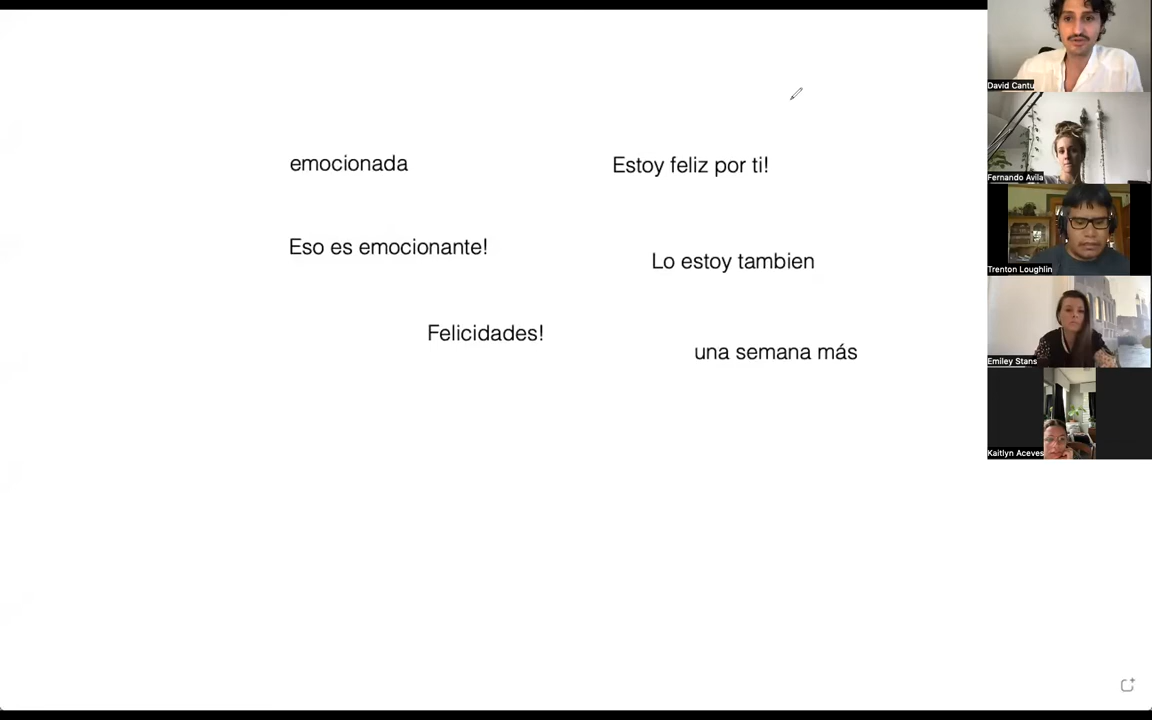 emocionada
Estoy feliz por ti!
Eso es emocionante!
Lo estoy tambien
Felicidades!
una semana más
David Cantu
Fernando Avila
Trenton Loughlin
Emiley Stans
Kaitlyn Aceves